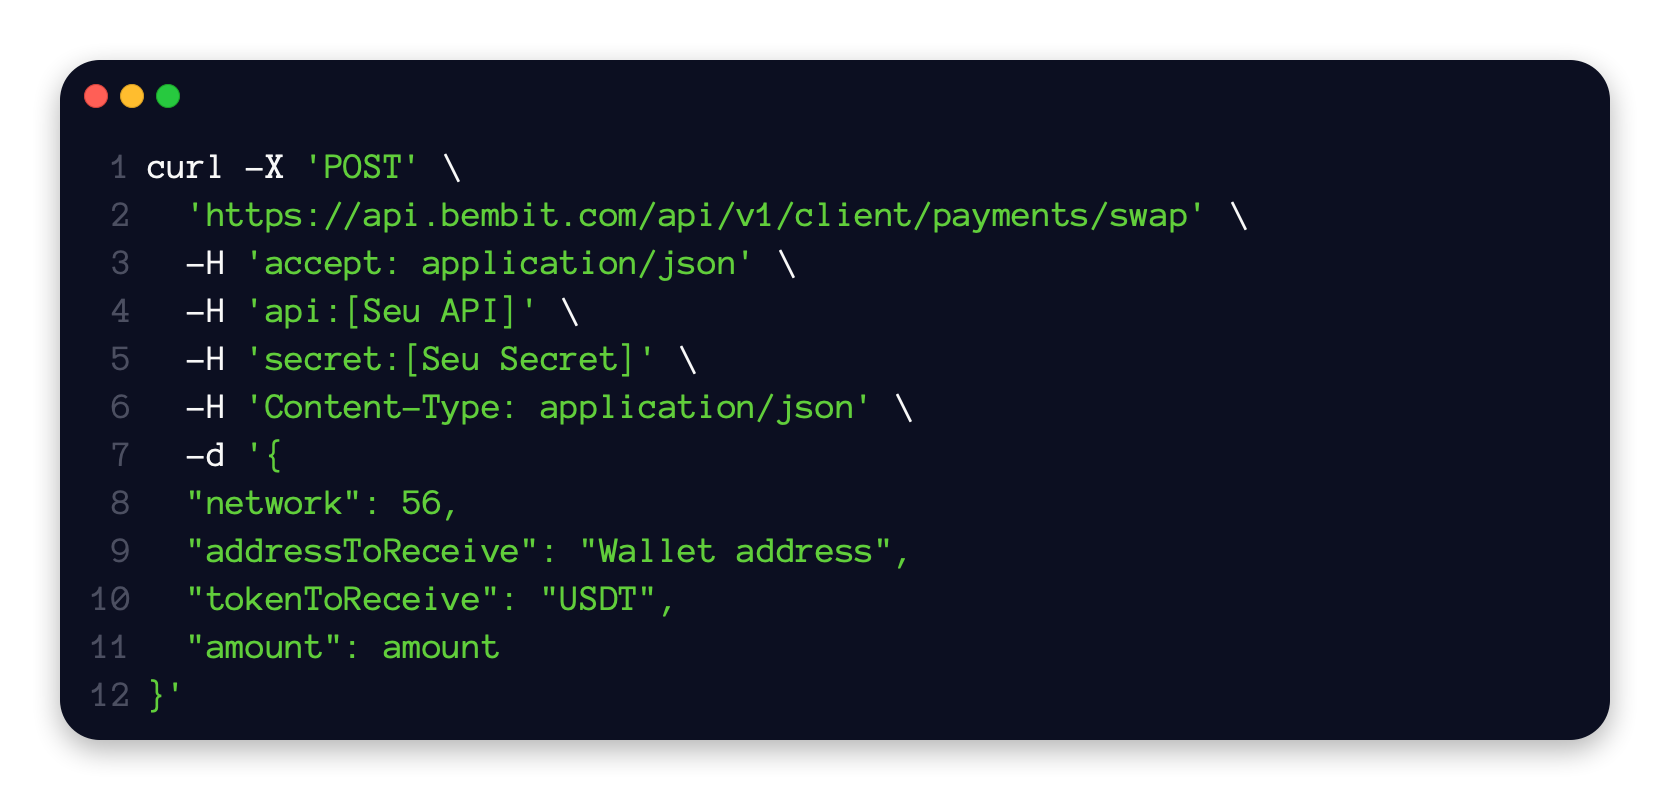 1 curl -X 'POST' \
2   'https://api.bembit.com/api/v1/client/payments/swap' \
3   -H 'accept: application/json' \
4   -H 'api:[Seu API]' \
5   -H 'secret:[Seu Secret]' \
6   -H 'Content-Type: application/json' \
7   -d '{
8   "network": 56,
9   "addressToReceive": "Wallet address",
10   "tokenToReceive": "USDT",
11   "amount": amount
12 }'